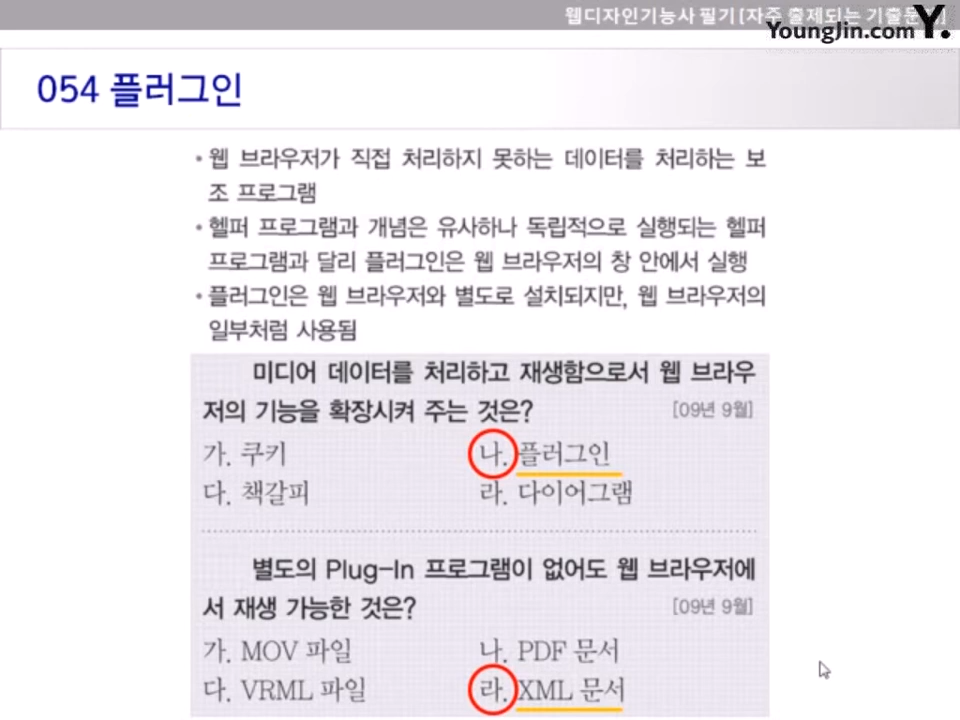 웹디자인기능사 필기[자주 출제되는 기출문제]
YoungJin.com Y.
054 플러그인
• 웹 브라우저가 직접 처리하지 못하는 데이터를 처리하는 보
조 프로그램
• 헬퍼 프로그램과 개념은 유사하나 독립적으로 실행되는 헬퍼
프로그램과 달리 플러그인은 웹 브라우저의 창 안에서 실행
• 플러그인은 웹 브라우저와 별도로 설치되지만, 웹 브라우저의
일부처럼 사용됨
미디어 데이터를 처리하고 재생함으로서 웹 브라우
저의 기능을 확장시켜 주는 것은? [09년 9월]
가. 쿠키 나. 플러그인
다. 책갈피 라. 다이어그램
별도의 Plug-In 프로그램이 없어도 웹 브라우저에
서 재생 가능한 것은? [09년 9월]
가. MOV 파일 나. PDF 문서
다. VRML 파일 라. XML 문서